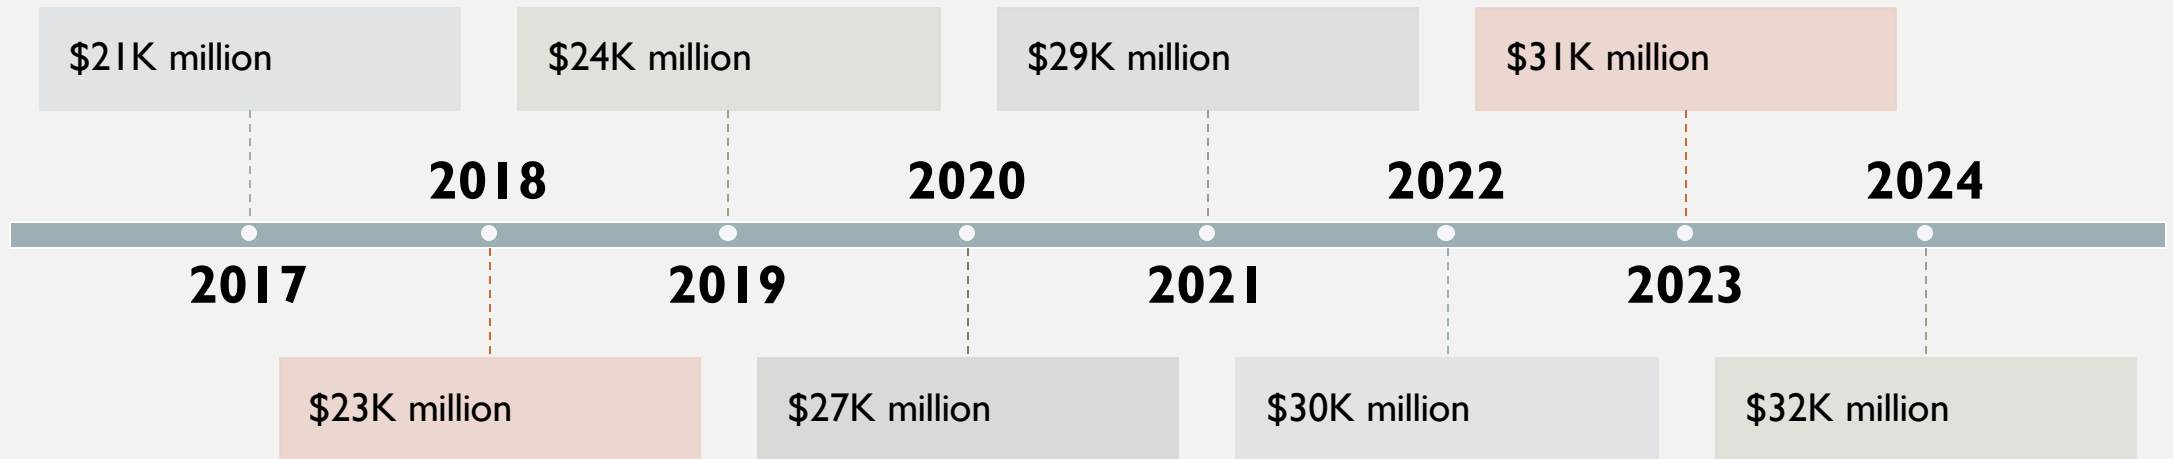 $21K million
$24K million
$29K million
$31K million
2018
2020
2022
2024
2017
2019
2021
2023
$23K million
$27K million
$30K million
$32K million